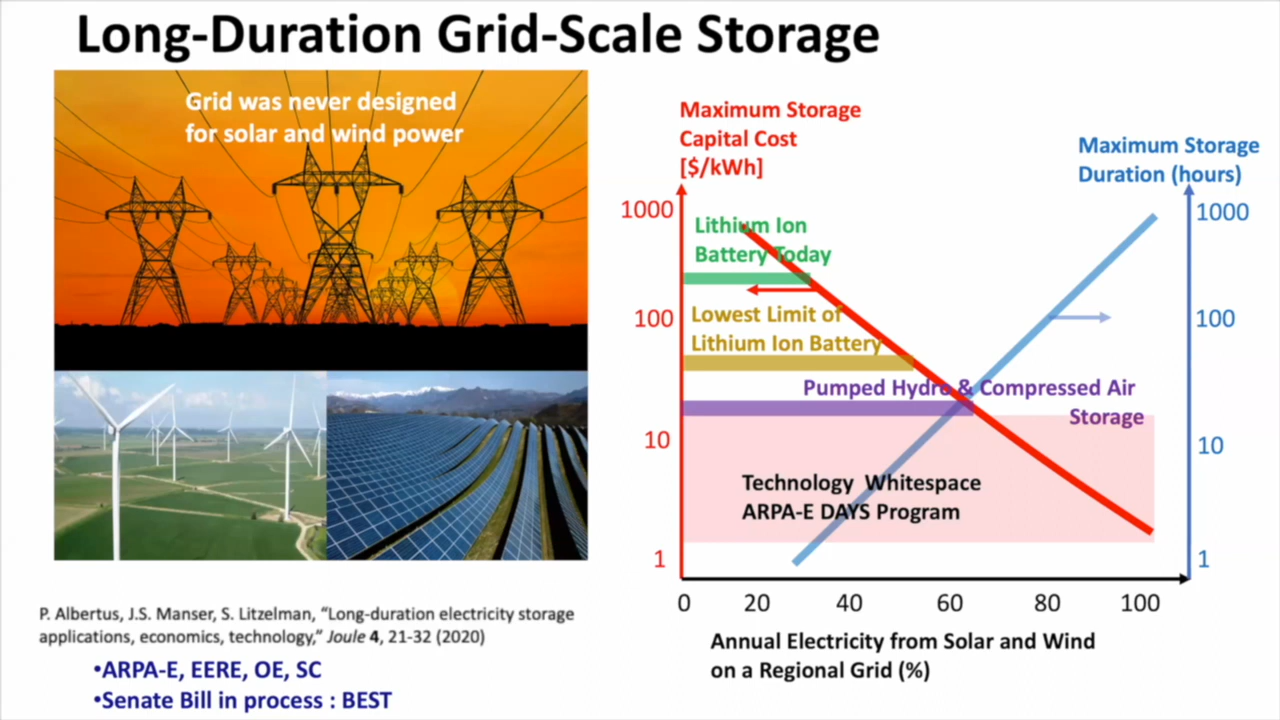 Long-Duration Grid-Scale Storage
Grid was never designed
for solar and wind power
P. Albertus, J.S. Manser, S. Litzelman, “Long-duration electricity storage
applications, economics, technology,” Joule 4, 21-32 (2020)
•ARPA-E, EERE, OE, SC
•Senate Bill in process : BEST
Maximum Storage
Capital Cost
[$/kWh]
Maximum Storage
Duration (hours)
1000
100
10
1
Lithium Ion
Battery Today
Lowest Limit of
Lithium Ion Battery
Pumped Hydro & Compressed Air
Storage
Technology Whitespace
ARPA-E DAYS Program
1000
100
10
1
0 20 40 60 80 100
Annual Electricity from Solar and Wind
on a Regional Grid (%)